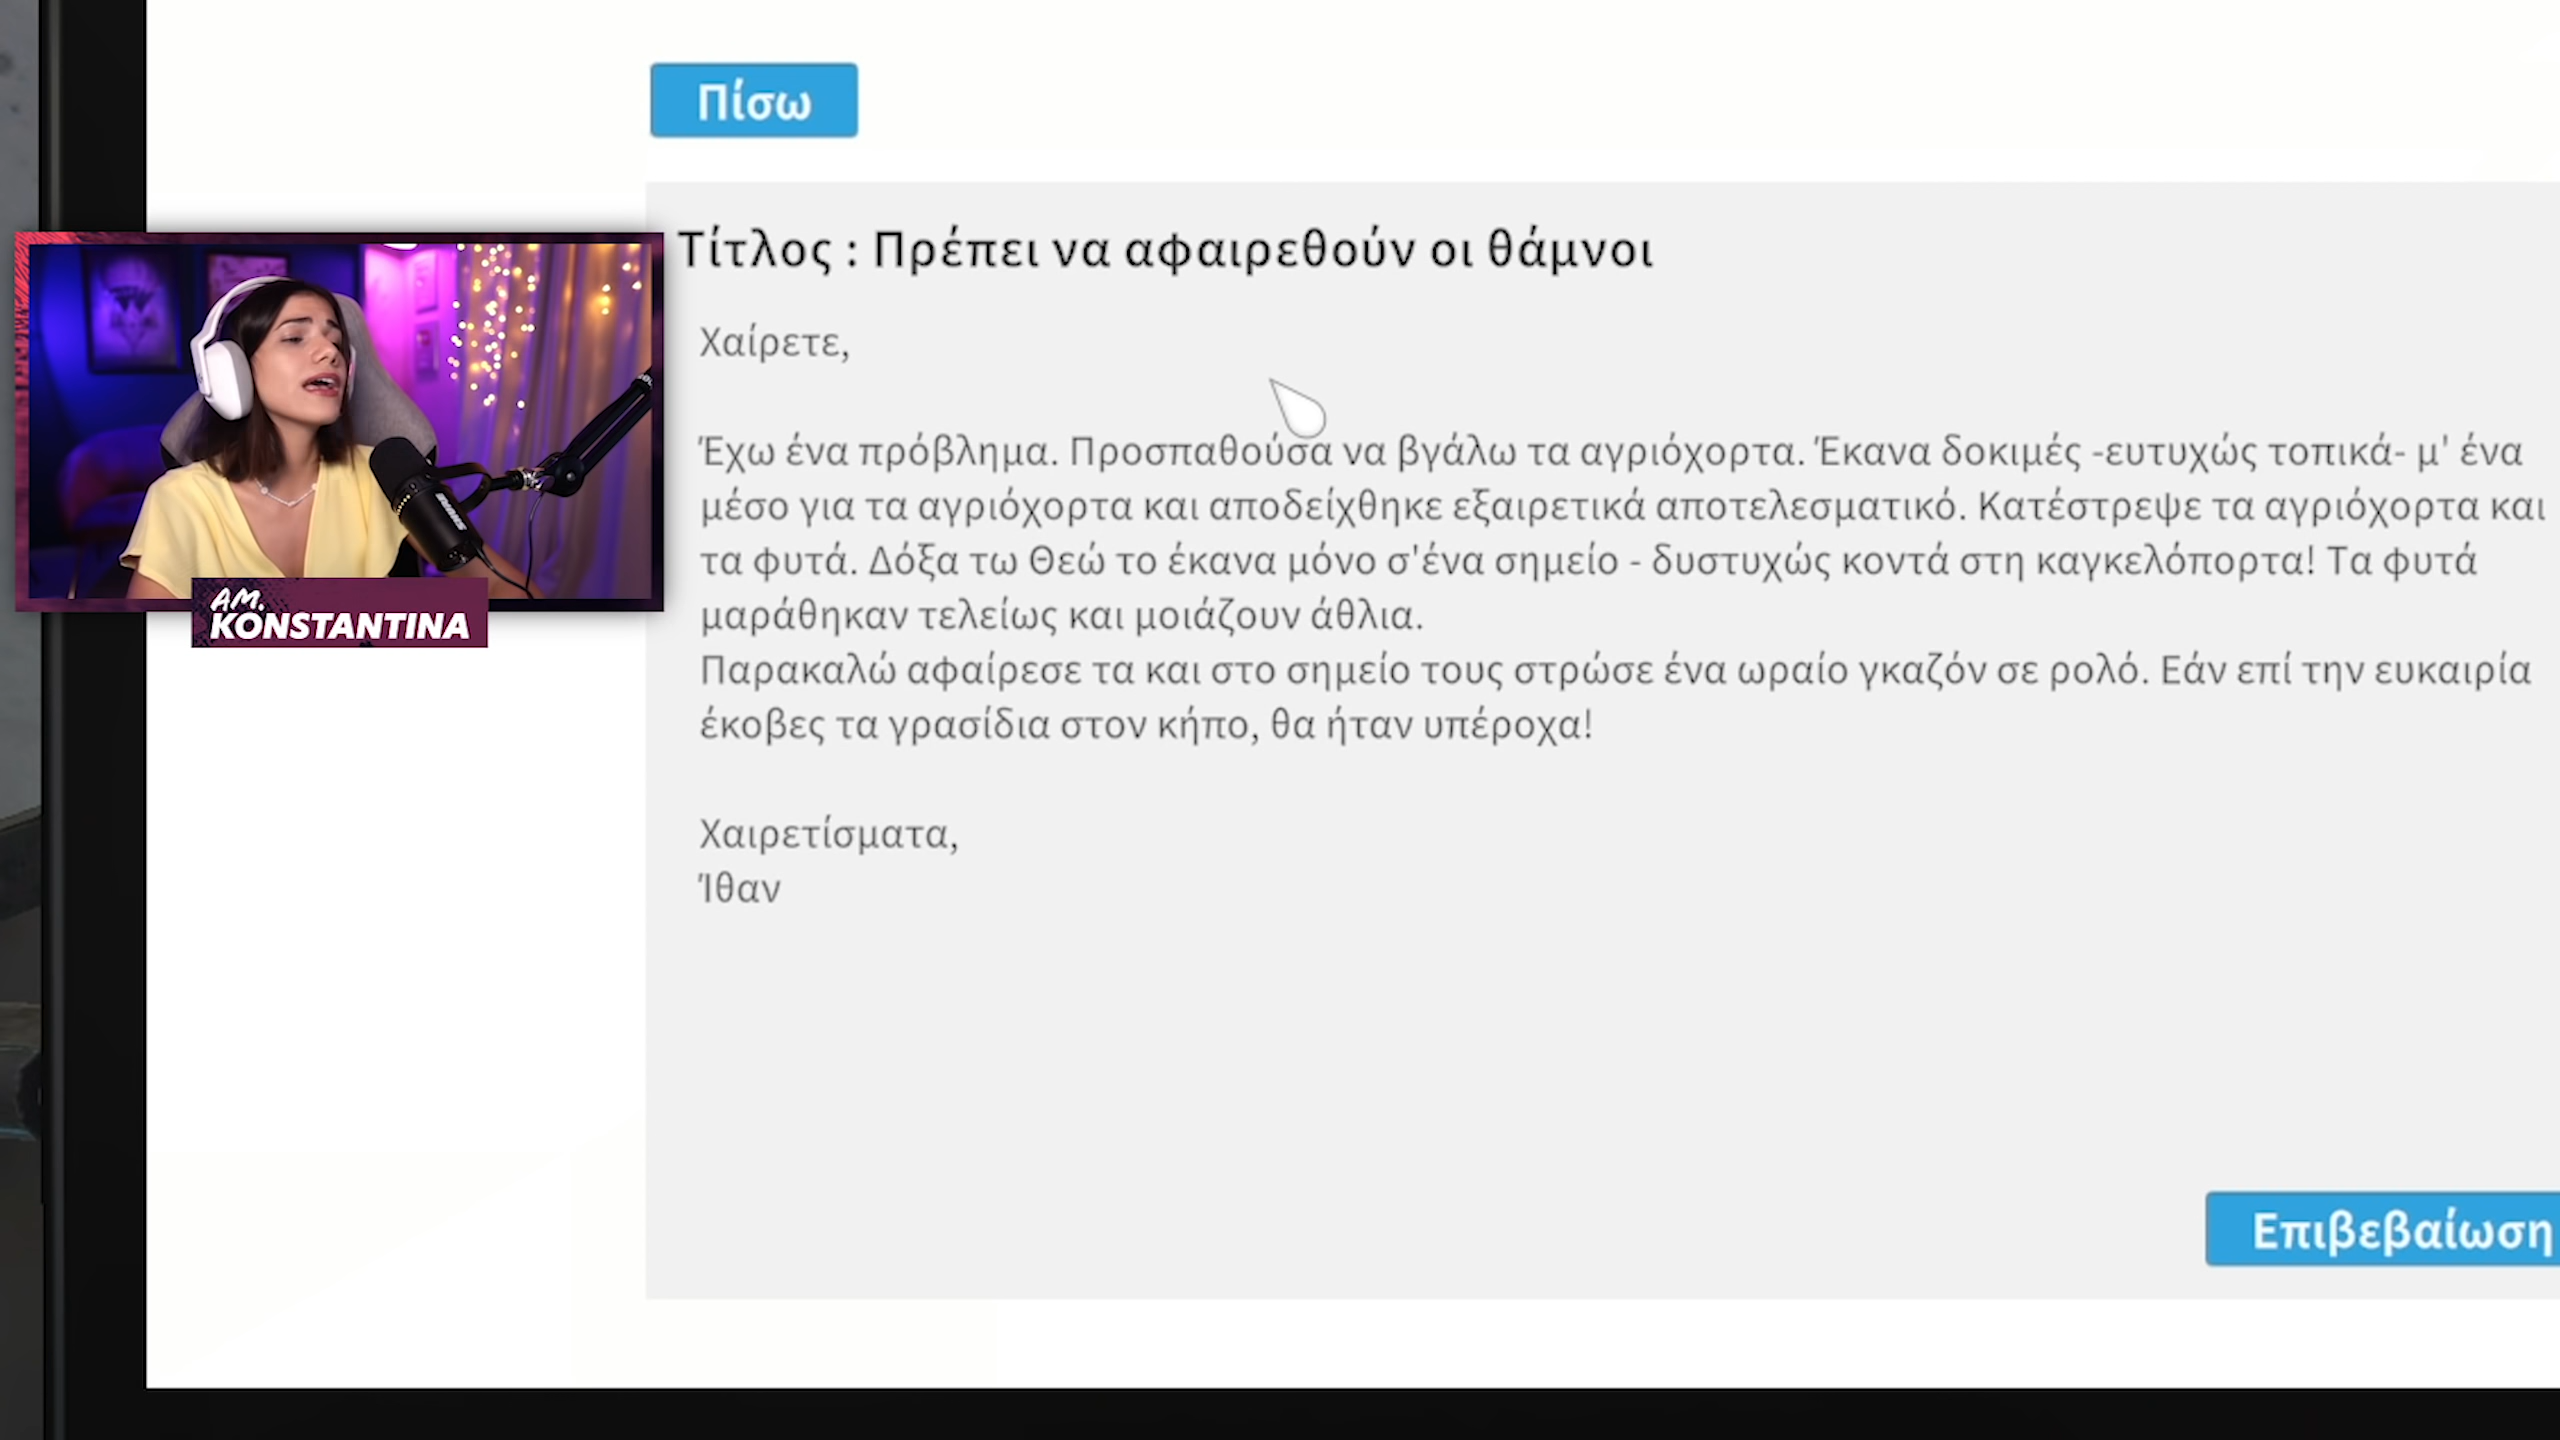 Πίσω
Τίτλος : Πρέπει να αφαιρεθούν οι θάμνοι
Χαίρετε,
Έχω ένα πρόβλημα. Προσπαθούσα να βγάλω τα αγριόχορτα. Έκανα δοκιμές -ευτυχώς τοπικά- μ' ένα
μέσο για τα αγριόχορτα και αποδείχθηκε εξαιρετικά αποτελεσματικό. Κατέστρεψε τα αγριόχορτα και
τα φυτά. Δόξα τω Θεώ το έκανα μόνο σ'ένα σημείο - δυστυχώς κοντά στη καγκελόπορτα! Τα φυτά
μαράθηκαν τελείως και μοιάζουν άθλια.
Παρακαλώ αφαίρεσε τα και στο σημείο τους στρώσε ένα ωραίο γκαζόν σε ρολό. Εάν επί την ευκαιρία
έκοβες τα γρασίδια στον κήπο, θα ήταν υπέροχα!
Χαιρετίσματα,
Ίθαν
Επιβεβαίωση
AM.
KONSTANTINA